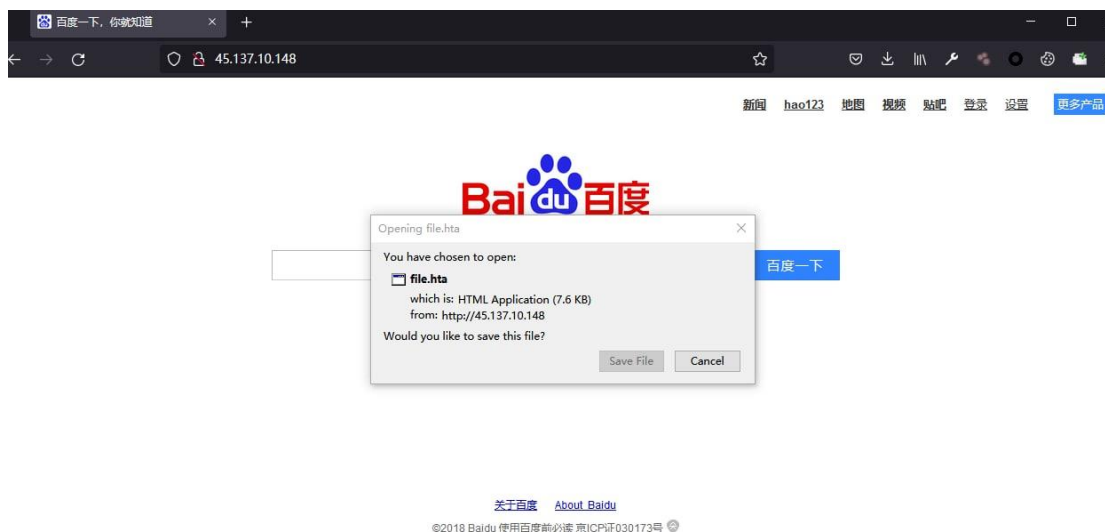 百度一下，你就知道
45.137.10.148
新闻 hao123 地图 视频 贴吧 登录 设置 更多产品
Bai du 百度
Opening file.hta
You have chosen to open:
file.hta
which is: HTML Application (7.6 KB)
from: http://45.137.10.148
Would you like to save this file?
Save File Cancel
百度一下
关于百度 About Baidu
©2018 Baidu 使用百度前必读 京ICP证030173号